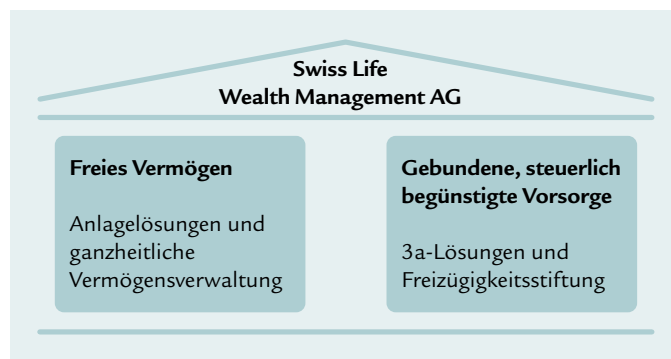 Swiss Life
Wealth Management AG
Freies Vermögen
Anlagelösungen und
ganzheitliche
Vermögensverwaltung
Gebundene, steuerlich
begünstigte Vorsorge
3a-Lösungen und
Freizügigkeitsstiftung